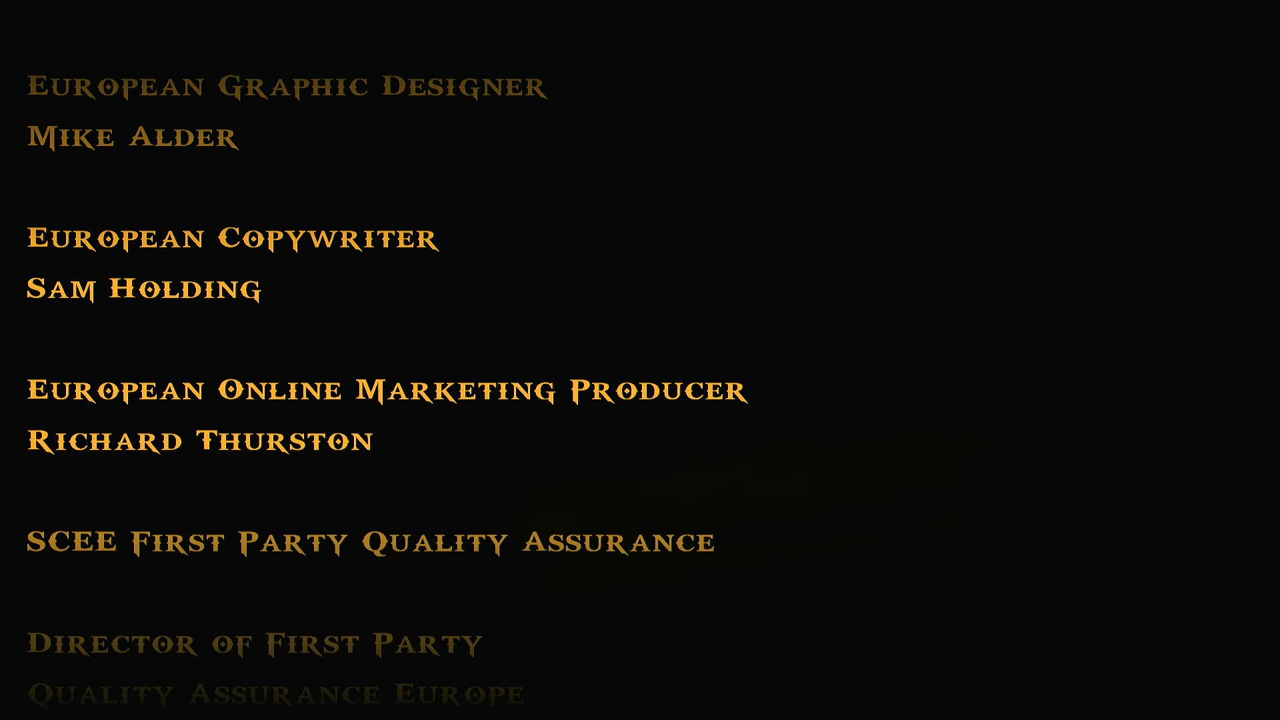 European Graphic Designer
Mike Alder
European Copywriter
Sam Holding
European Online Marketing Producer
Richard Thurston
SCEE First Party Quality Assurance
Director of First Party
Quality Assurance Europe